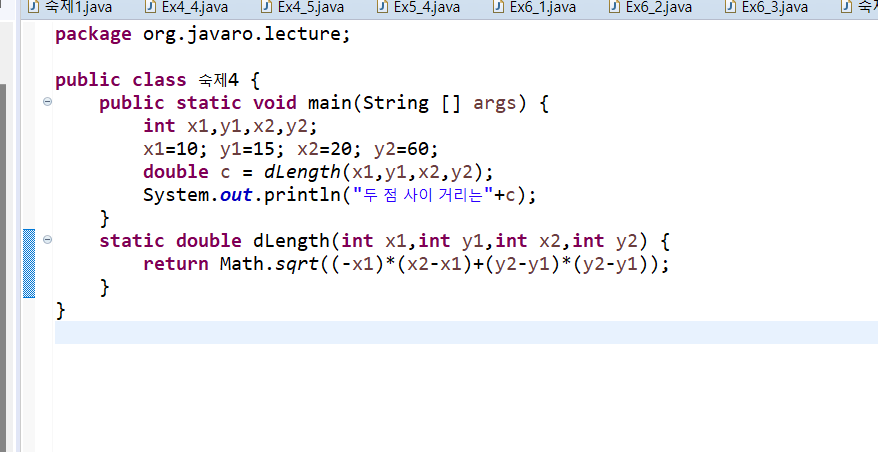 숙제1.java Ex4_4.java Ex4_5.java Ex5_4.java Ex6_1.java Ex6_2.java Ex6_3.java
package org.javaro.lecture;
public class 숙제4 {
public static void main(String [] args) {
int x1,y1,x2,y2;
x1=10; y1=15; x2=20; y2=60;
double c = dLength(x1,y1,x2,y2);
System.out.println("두 점 사이 거리는"+c);
}
static double dLength(int x1,int y1,int x2,int y2) {
return Math.sqrt((-x1)*(x2-x1)+(y2-y1)*(y2-y1));
}
}